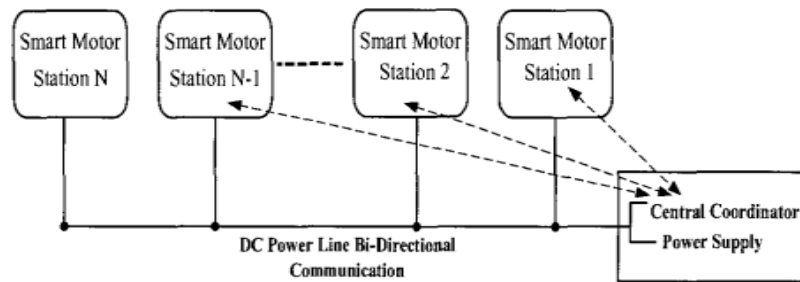 Smart Motor
Station N
Smart Motor
Station N-1
Smart Motor
Station 2
Smart Motor
Station 1
Central Coordinator
Power Supply
DC Power Line Bi-Directional
Communication